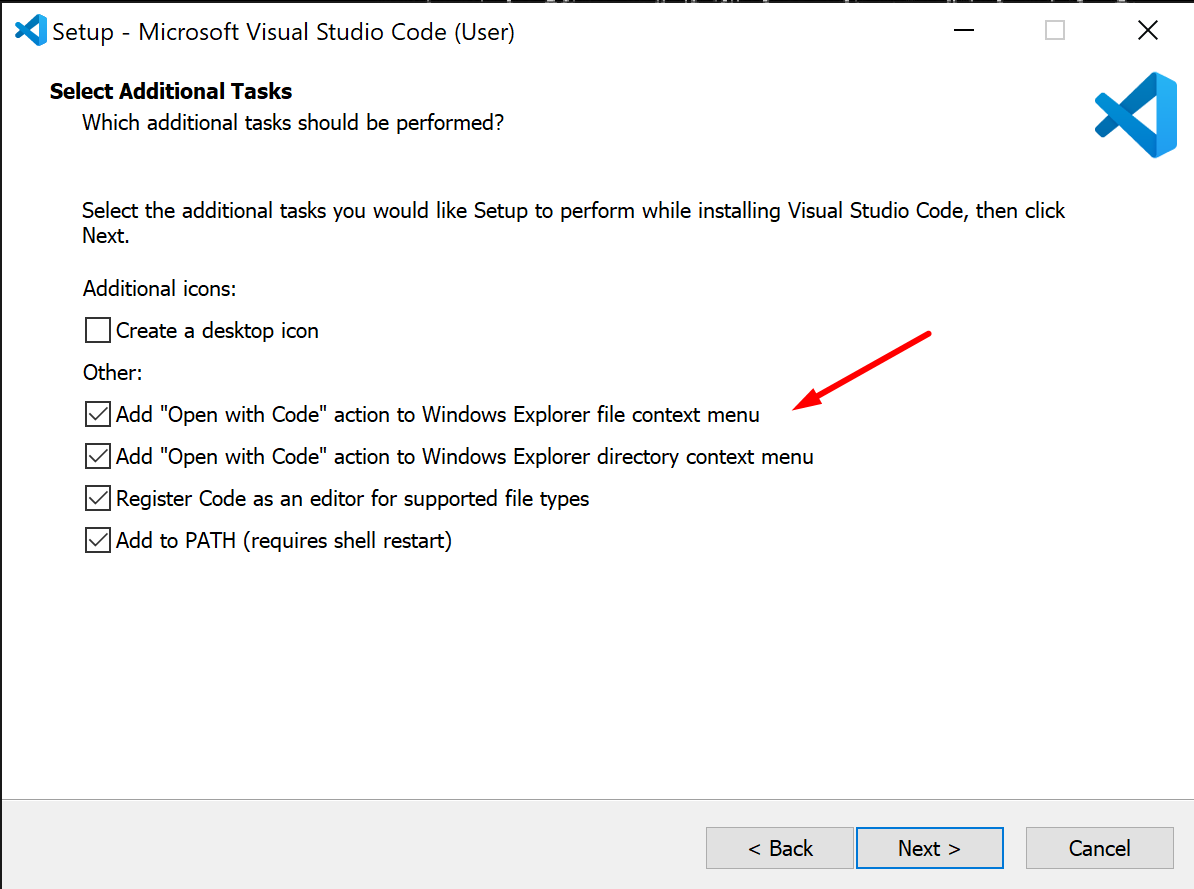 Setup - Microsoft Visual Studio Code (User)
Select Additional Tasks
Which additional tasks should be performed?
Select the additional tasks you would like Setup to perform while installing Visual Studio Code, then click
Next.
Additional icons:
Create a desktop icon
Other:
Add "Open with Code" action to Windows Explorer file context menu
Add "Open with Code" action to Windows Explorer directory context menu
Register Code as an editor for supported file types
Add to PATH (requires shell restart)
< Back
Next >
Cancel